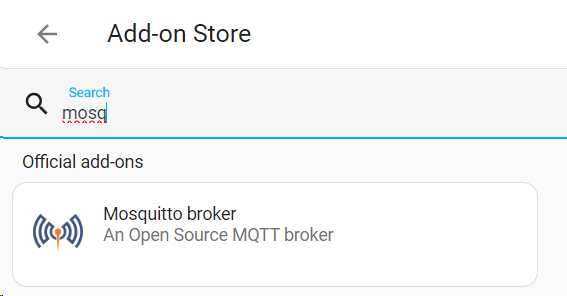 Add-on Store
Search
mosq
Official add-ons
Mosquitto broker
An Open Source MQTT broker